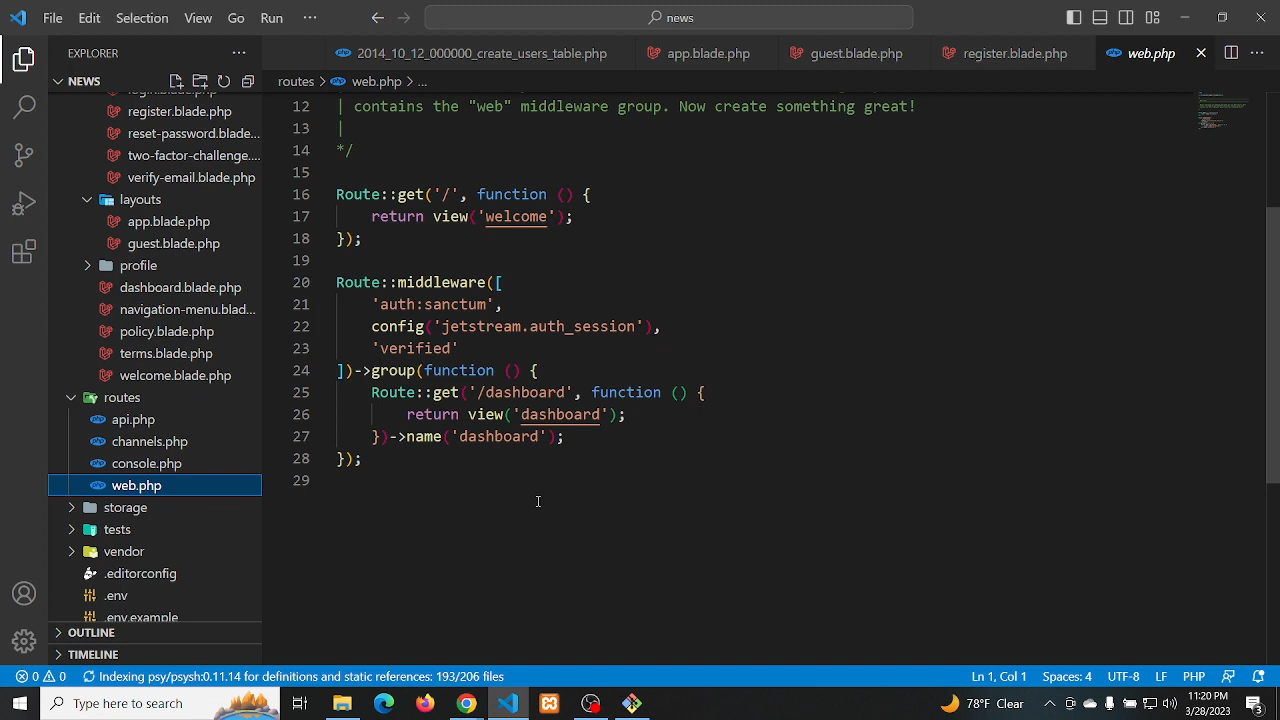 File Edit Selection View Go Run ···
news
EXPLORER
2014_10_12_000000_create_users_table.php
app.blade.php
guest.blade.php
register.blade.php
web.php
NEWS
routes > web.php > ...
register.blade.php
reset-password.blade...
two-factor-challenge....
verify-email.blade.php
layouts
app.blade.php
guest.blade.php
profile
dashboard.blade.php
navigation-menu.blad...
policy.blade.php
terms.blade.php
welcome.blade.php
routes
api.php
channels.php
console.php
web.php
storage
tests
vendor
.editorconfig
.env
.env.example
OUTLINE
TIMELINE
12 | contains the "web" middleware group. Now create something great!
13 |
14 */
15
16 Route::get('/', function () {
17     return view('welcome');
18 });
19
20 Route::middleware([
21     'auth:sanctum',
22     config('jetstream.auth_session'),
23     'verified'
24 ])->group(function () {
25     Route::get('/dashboard', function () {
26         return view('dashboard');
27     })->name('dashboard');
28 });
29
0 0 Indexing psy/psysh:0.11.14 for definitions and static references: 193/206 files
Ln 1, Col 1 Spaces: 4 UTF-8 LF PHP
Type here to search
78°F Clear
11:20 PM
3/28/2023
3